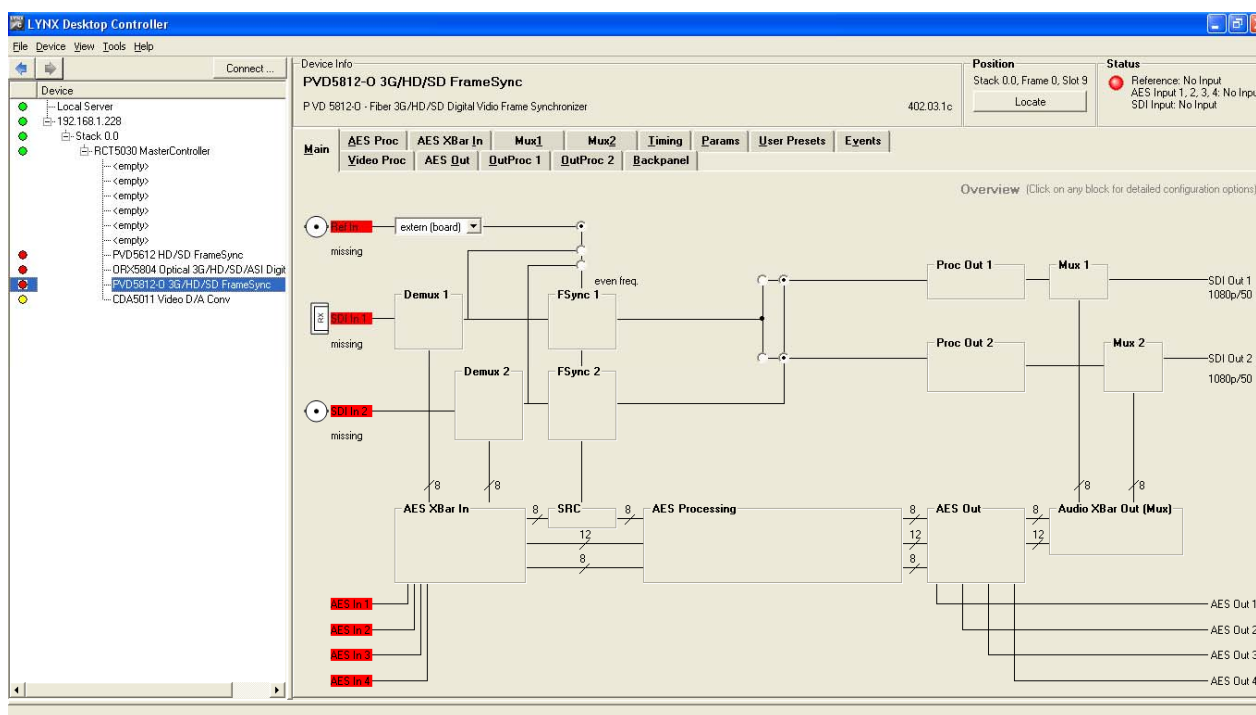 LYNX Desktop Controller
File Device View Tools Help
Connect ...
Device
Local Server
192.168.1.228
Stack 0.0
RCT5030 MasterController
<empty>
<empty>
<empty>
<empty>
<empty>
<empty>
PVD5612 HD/SD FrameSync
ORX5804 Optical 3G/HD/SD/ASI Digit
PVD5812-O 3G/HD/SD FrameSync
CDA5011 Video D/A Conv
Device Info
PVD5812-O 3G/HD/SD FrameSync
P VD 5812-O - Fiber 3G/HD/SD Digital Vidio Frame Synchronizer 402.03.1c
Position
Stack 0.0, Frame 0, Slot 9
Locate
Status
Reference: No Input
AES Input 1, 2, 3, 4: No Inpu
SDI Input: No Input
Main
AES Proc AES XBar In Mux1 Mux2 Timing Params User Presets Events
Video Proc AES Out OutProc 1 OutProc 2 Backpanel
Overview (Click on any block for detailed configuration options)
Ref In extern (board)
missing
even freq.
Proc Out 1 Mux 1
SDI Out 1
1080p/50
Demux 1 FSync 1
RX SDI In 1
missing
Proc Out 2 Mux 2
SDI Out 2
1080p/50
Demux 2 FSync 2
SDI In 2
missing
8 8 8 8
AES XBar In 8 SRC 8 AES Processing 8 AES Out 8 Audio XBar Out (Mux)
12 12 12
8 8
AES In 1 AES Out 1
AES In 2 AES Out 2
AES In 3 AES Out 3
AES In 4 AES Out 4